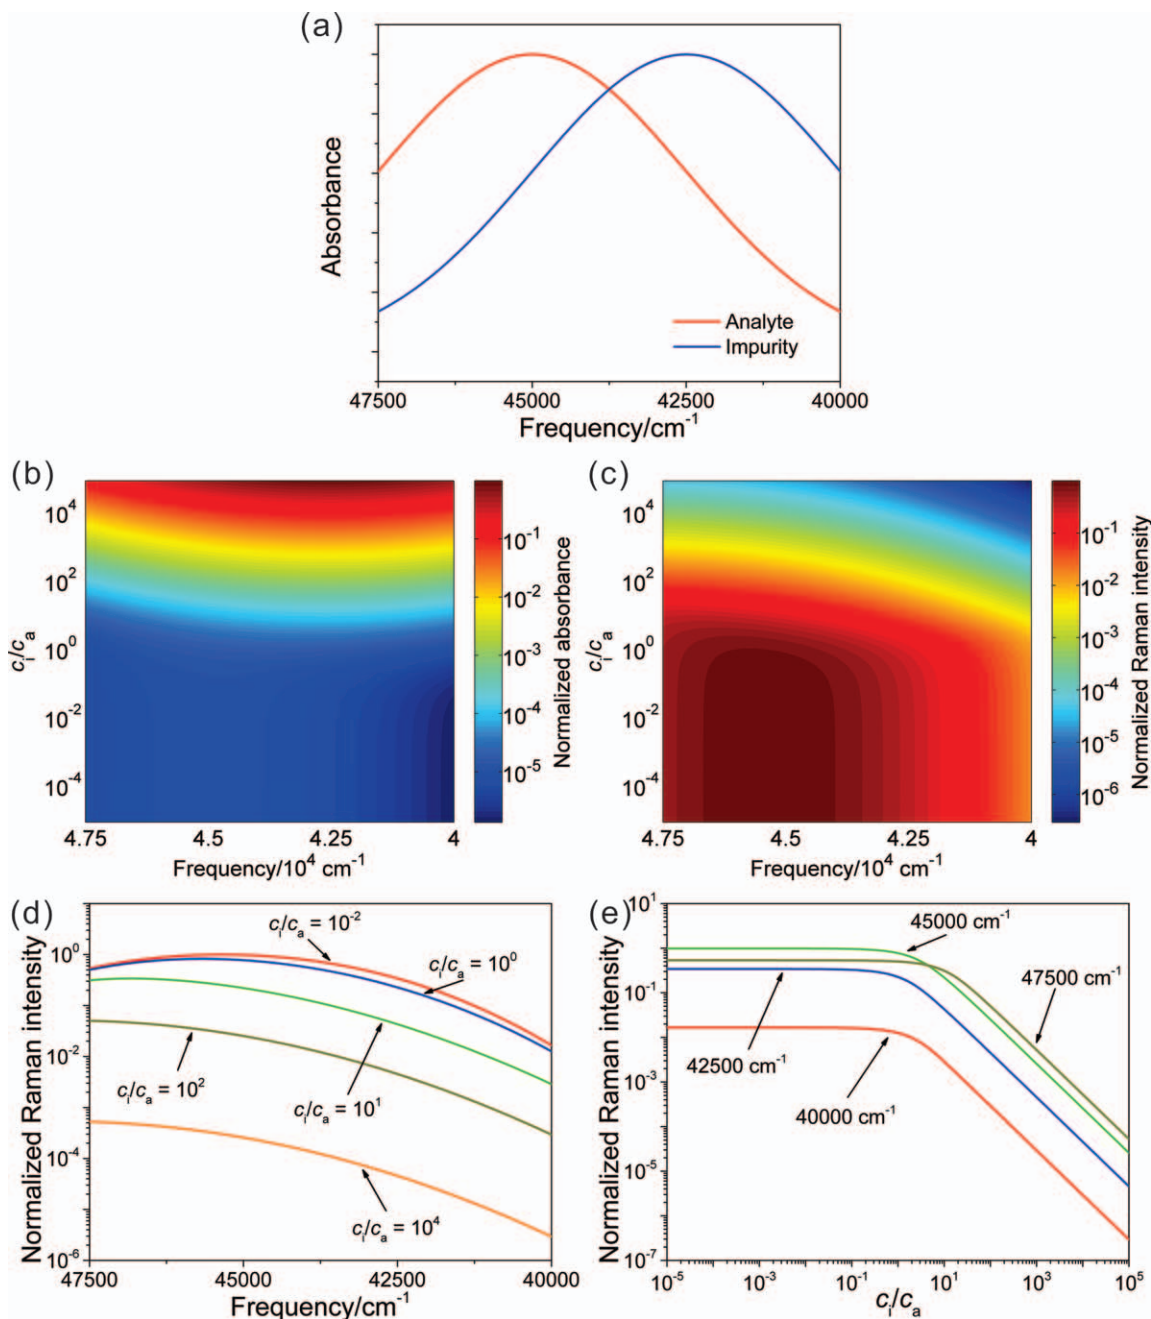 (a)
Absorbance
Analyte
Impurity
47500 45000 42500 40000
Frequency/cm⁻¹
(b)
cᵢ/cₐ
10⁴
10²
10⁰
10⁻²
10⁻⁴
4.75 4.5 4.25 4
Frequency/10⁴ cm⁻¹
10⁻¹
10⁻²
10⁻³
10⁻⁴
10⁻⁵
Normalized absorbance
(c)
cᵢ/cₐ
10⁴
10²
10⁰
10⁻²
10⁻⁴
4.75 4.5 4.25 4
Frequency/10⁴ cm⁻¹
10⁻¹
10⁻²
10⁻³
10⁻⁴
10⁻⁵
10⁻⁶
Normalized Raman intensity
(d)
Normalized Raman intensity
10⁰
10⁻²
10⁻⁴
10⁻⁶
cᵢ/cₐ = 10⁻²
cᵢ/cₐ = 10⁰
cᵢ/cₐ = 10²
cᵢ/cₐ = 10¹
cᵢ/cₐ = 10⁴
47500 45000 42500 40000
Frequency/cm⁻¹
(e)
Normalized Raman intensity
10¹
10⁻¹
10⁻³
10⁻⁵
10⁻⁷
45000 cm⁻¹
47500 cm⁻¹
42500 cm⁻¹
40000 cm⁻¹
10⁻⁵ 10⁻³ 10⁻¹ 10¹ 10³ 10⁵
cᵢ/cₐ